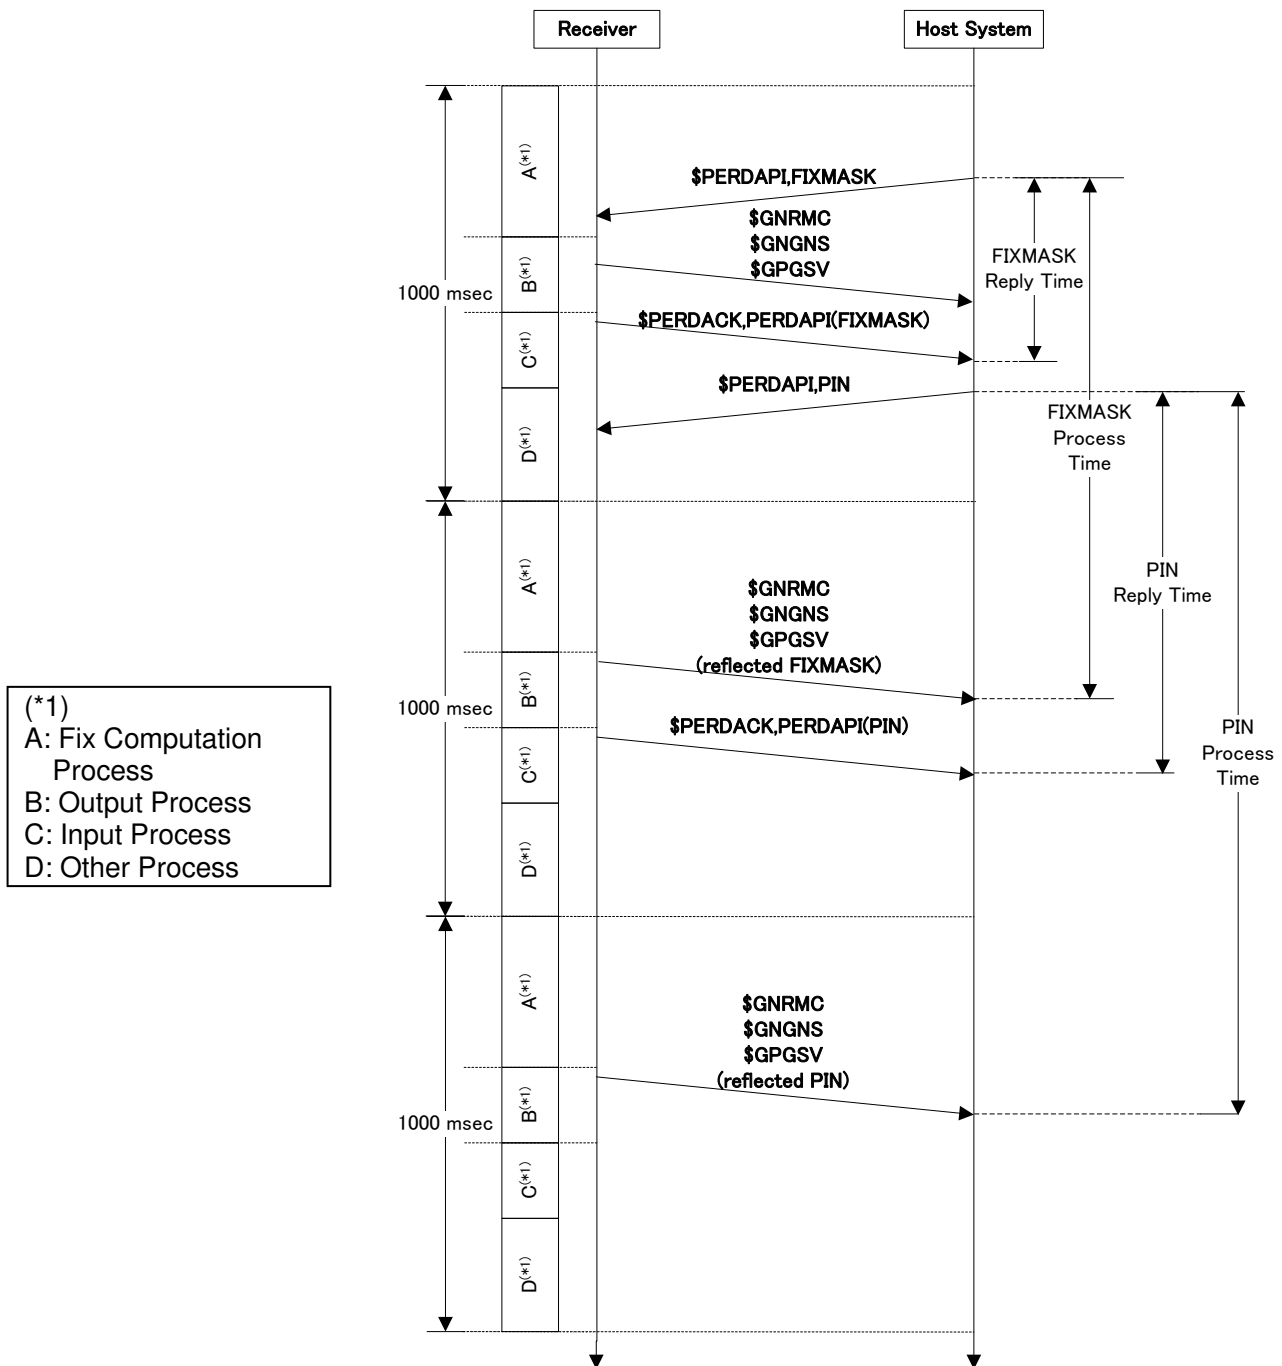 Receiver
Host System
A(*1)
$PERDAPI,FIXMASK
$GNRMC
$GNGNS
$GPGSV
B(*1)
1000 msec
FIXMASK
Reply Time
$PERDACK,PERDAPI(FIXMASK)
C(*1)
$PERDAPI,PIN
D(*1)
FIXMASK
Process
Time
A(*1)
$GNRMC
$GNGNS
$GPGSV
(reflected FIXMASK)
PIN
Reply Time
B(*1)
1000 msec
$PERDACK,PERDAPI(PIN)
C(*1)
PIN
Process
Time
D(*1)
(*1)
A: Fix Computation
Process
B: Output Process
C: Input Process
D: Other Process
A(*1)
$GNRMC
$GNGNS
$GPGSV
(reflected PIN)
B(*1)
1000 msec
C(*1)
D(*1)